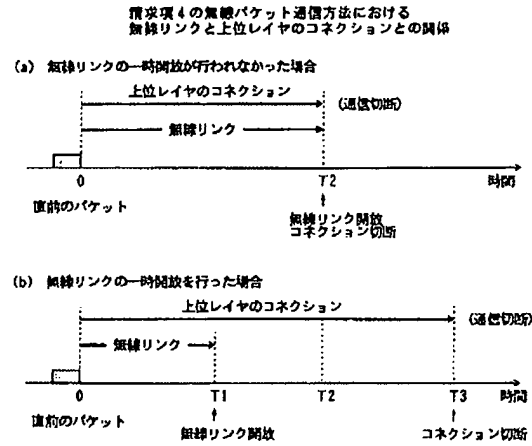 請求項4の無線パケット通信方法における
無線リンクと上位レイヤのコネクションとの関係
(a) 無線リンクの一時開放が行われなかった場合
上位レイヤのコネクション
(通信切断)
無線リンク
0
T2
時間
直前のパケット
無線リンク開放
コネクション切断
(b) 無線リンクの一時開放を行った場合
上位レイヤのコネクション
(通信切断)
無線リンク
0
T1
T2
T3
時間
直前のパケット
無線リンク開放
コネクション切断